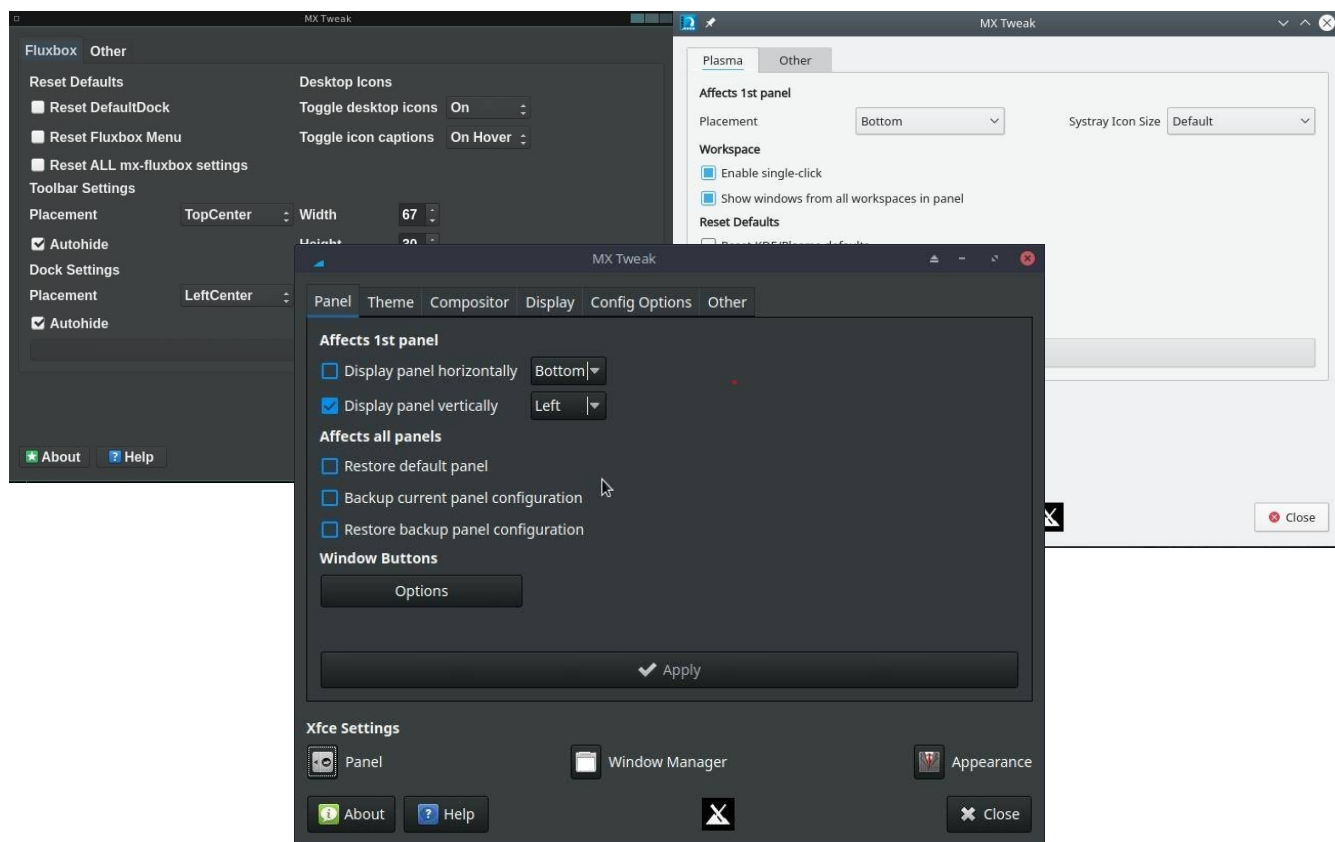 MX Tweak
Fluxbox Other
Reset Defaults Desktop Icons
Reset DefaultDock Toggle desktop icons On
Reset Fluxbox Menu Toggle icon captions On Hover
Reset ALL mx-fluxbox settings
Toolbar Settings
Placement TopCenter Width 67
Autohide Height 30
Dock Settings
Placement LeftCenter
Autohide
About Help
MX Tweak
Plasma Other
Affects 1st panel
Placement Bottom Systray Icon Size Default
Workspace
Enable single-click
Show windows from all workspaces in panel
Reset Defaults
Reset KDE/Plasma defaults
Close
MX Tweak
Panel Theme Compositor Display Config Options Other
Affects 1st panel
Display panel horizontally Bottom
Display panel vertically Left
Affects all panels
Restore default panel
Backup current panel configuration
Restore backup panel configuration
Window Buttons
Options
Apply
Xfce Settings
Panel Window Manager Appearance
About Help Close